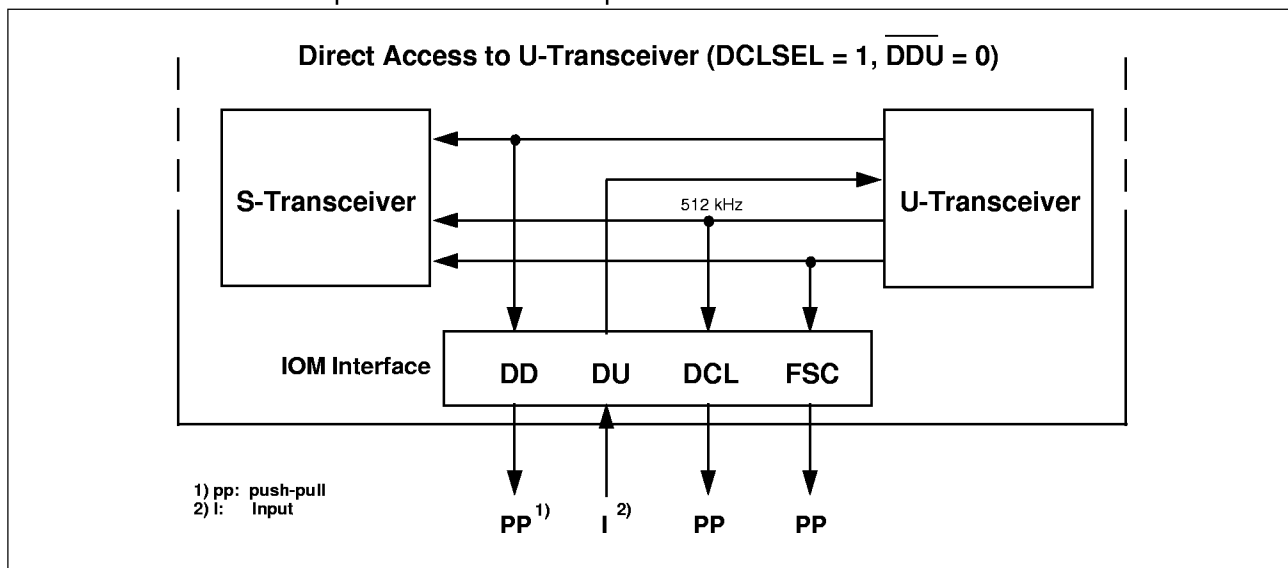 Direct Access to U-Transceiver (DCLSEL = 1, DDU = 0)
S-Transceiver
U-Transceiver
512 kHz
IOM Interface
DD DU DCL FSC
1) pp: push-pull
2) I: Input
PP 1) I 2) PP PP